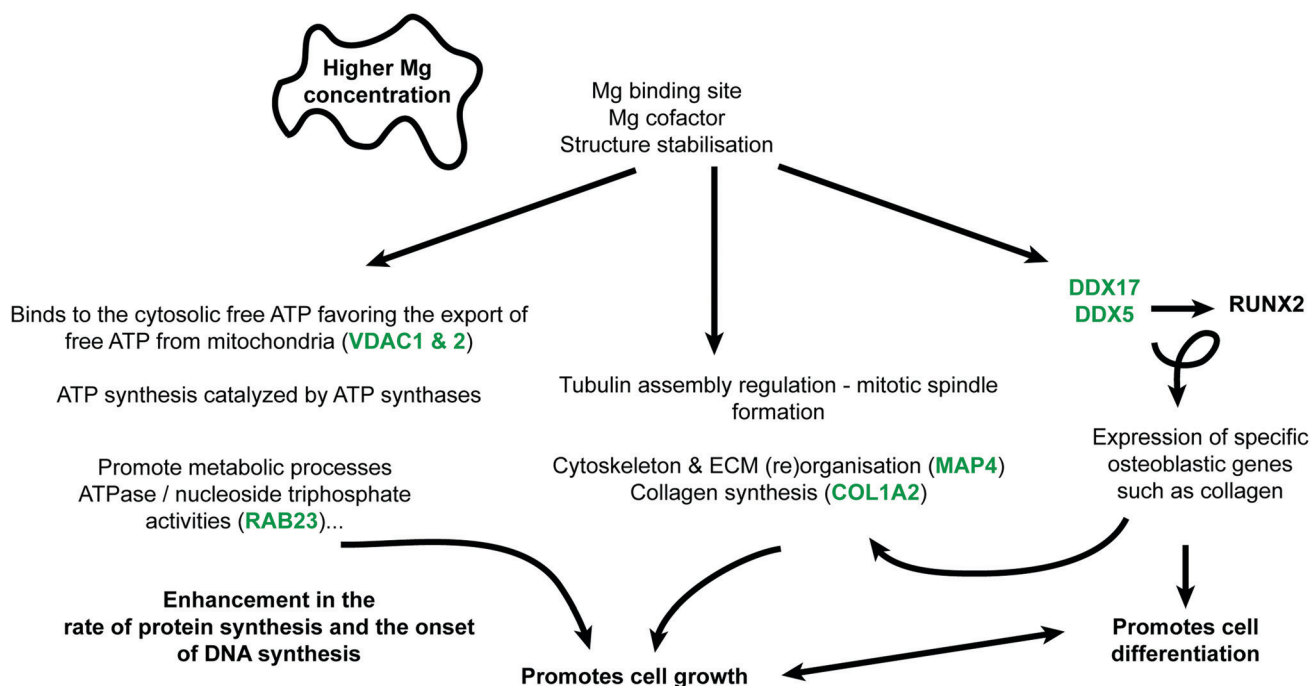 Higher Mg
concentration
Mg binding site
Mg cofactor
Structure stabilisation
Binds to the cytosolic free ATP favoring the export of
free ATP from mitochondria (VDAC1 & 2)
ATP synthesis catalyzed by ATP synthases
Promote metabolic processes
ATPase / nucleoside triphosphate
activities (RAB23)...
Enhancement in the
rate of protein synthesis and the onset
of DNA synthesis
Tubulin assembly regulation - mitotic spindle
formation
Cytoskeleton & ECM (re)organisation (MAP4)
Collagen synthesis (COL1A2)
DDX17
DDX5
RUNX2
Expression of specific
osteoblastic genes
such as collagen
Promotes cell growth
Promotes cell
differentiation